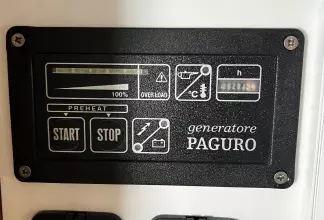 100% OVER LOAD
°C
h
PREHEAT
START STOP
generatore
PAGURO